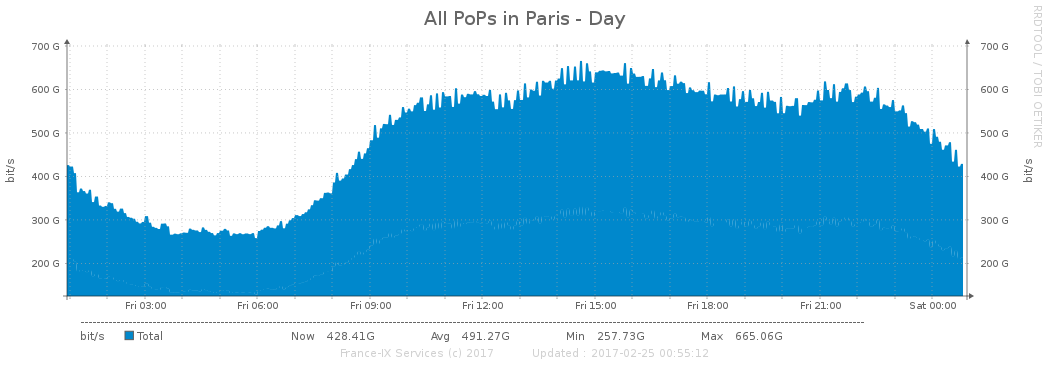 All PoPs in Paris - Day
RRDTOOL / TOBI OETIKER
bit/s
700 G
600 G
500 G
400 G
300 G
200 G
700 G
600 G
500 G
400 G
300 G
200 G
bit/s
Fri 03:00 Fri 06:00 Fri 09:00 Fri 12:00 Fri 15:00 Fri 18:00 Fri 21:00 Sat 00:00
bit/s Total Now 428.41G Avg 491.27G Min 257.73G Max 665.06G
France-IX Services (c) 2017 Updated : 2017-02-25 00:55:12